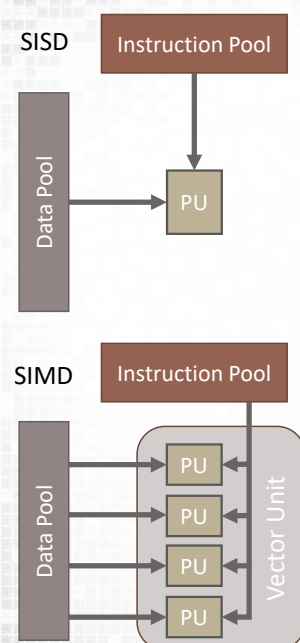 SISD
Instruction Pool
Data Pool
PU
SIMD
Instruction Pool
Data Pool
PU
PU
PU
PU
Vector Unit